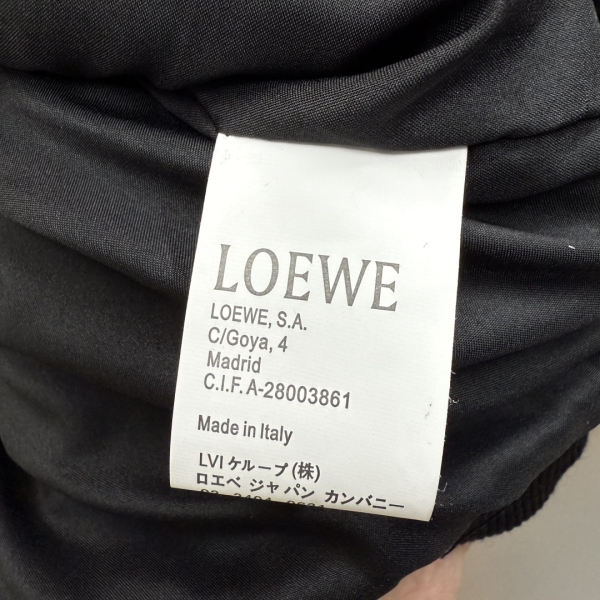 LOEWE
LOEWE, S.A.
C/Goya, 4
Madrid
C.I.F. A-28003861
Made in Italy
LVI ケループ (株)
ロエベ ジャ パン カンバニー